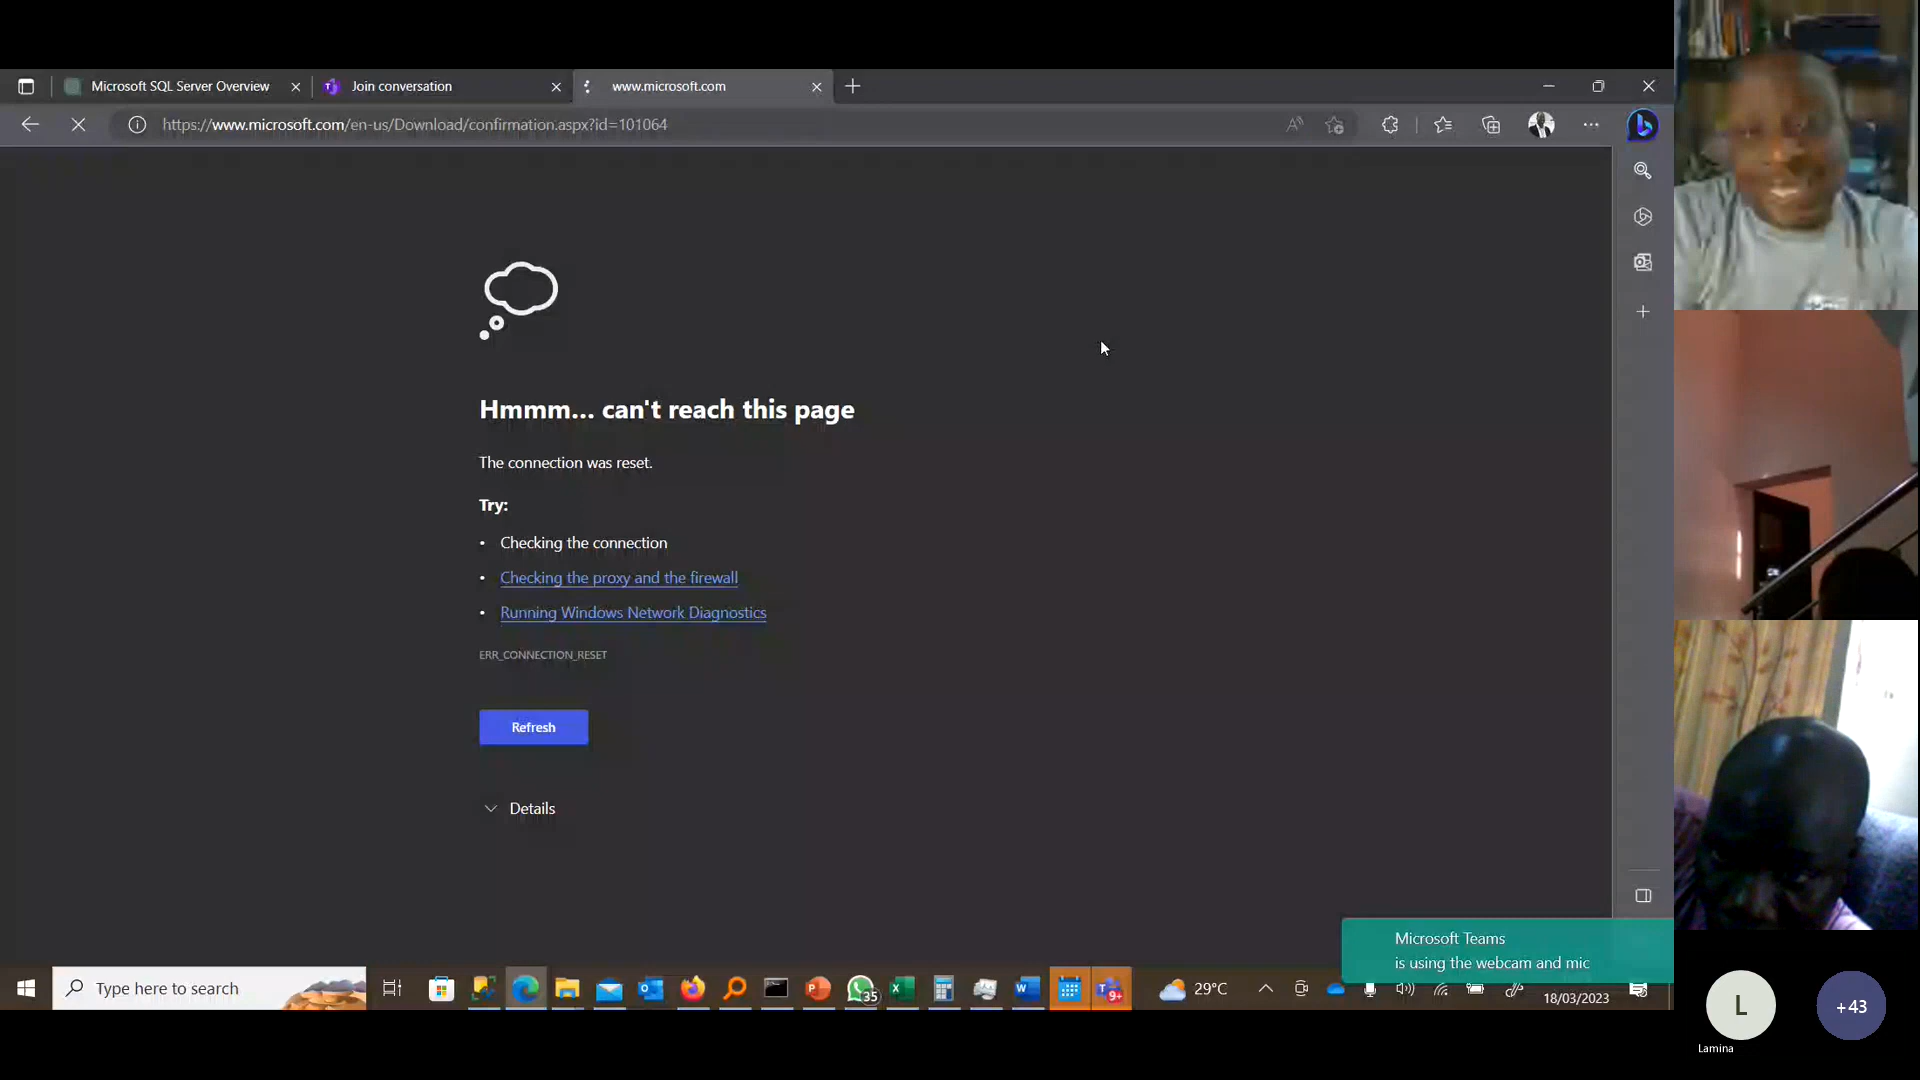 Microsoft SQL Server Overview
Join conversation
www.microsoft.com
https://www.microsoft.com/en-us/Download/confirmation.aspx?id=101064
Hmmm... can't reach this page
The connection was reset.
Try:
• Checking the connection
• Checking the proxy and the firewall
• Running Windows Network Diagnostics
ERR_CONNECTION_RESET
Refresh
Details
Microsoft Teams
is using the webcam and mic
Type here to search
35
9+
29°C
18/03/2023
L
+43
Lamina